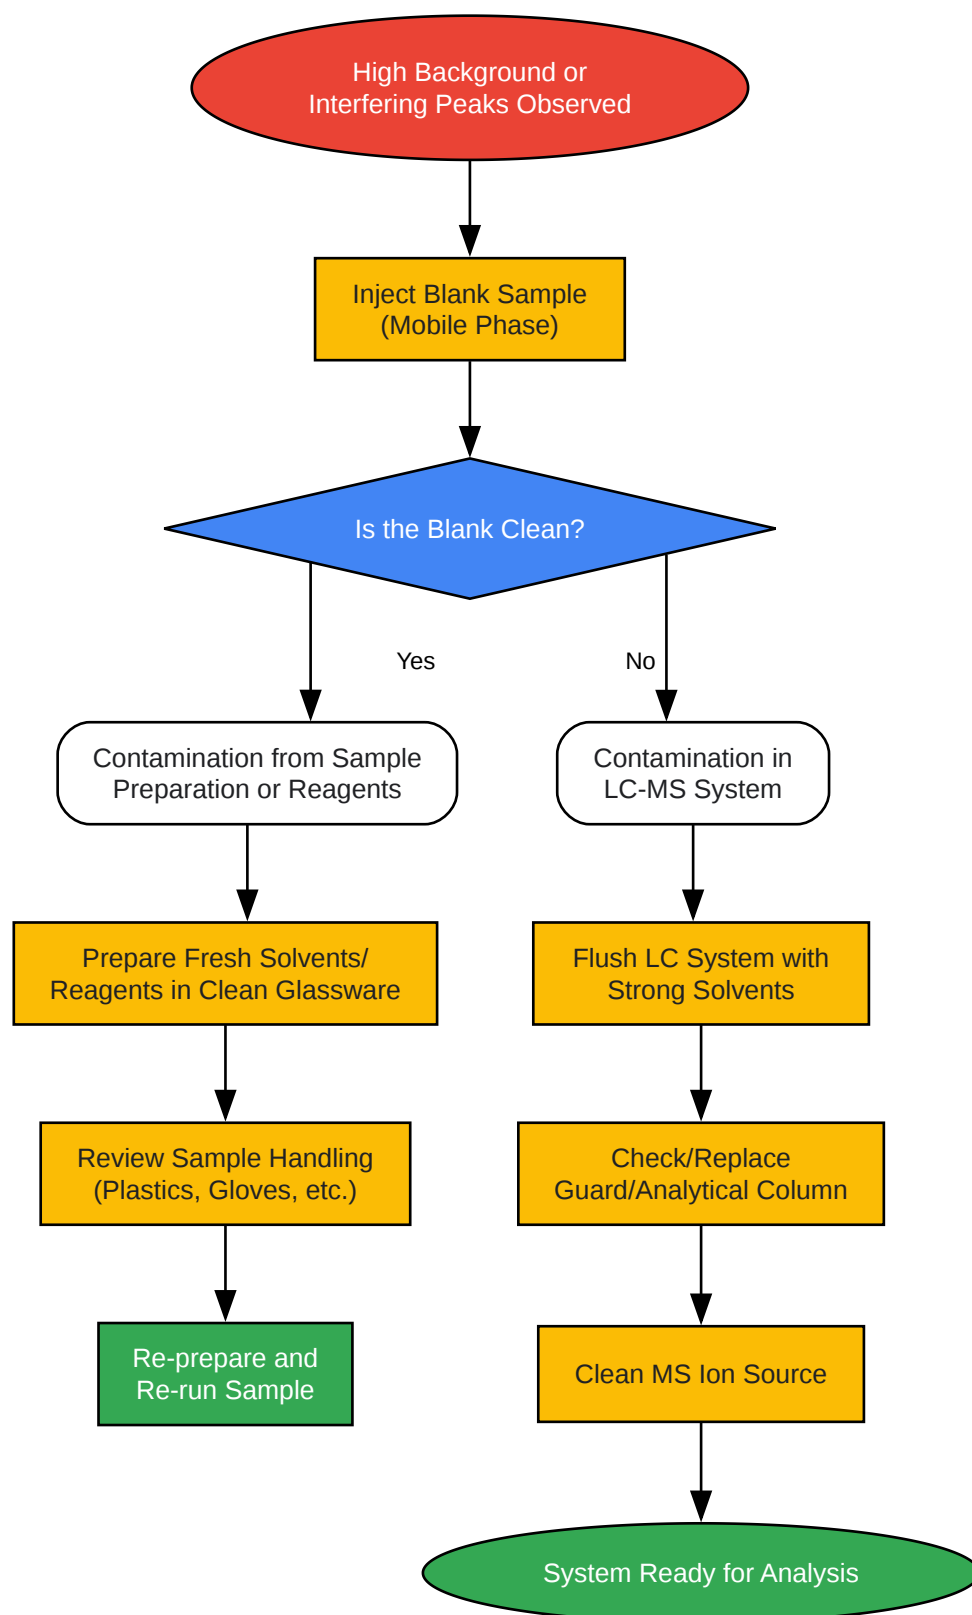 High Background or
Interfering Peaks Observed
Inject Blank Sample
(Mobile Phase)
Is the Blank Clean?
Yes
No
Contamination from Sample
Preparation or Reagents
Contamination in
LC-MS System
Prepare Fresh Solvents/
Reagents in Clean Glassware
Flush LC System with
Strong Solvents
Review Sample Handling
(Plastics, Gloves, etc.)
Check/Replace
Guard/Analytical Column
Re-prepare and
Re-run Sample
Clean MS Ion Source
System Ready for Analysis